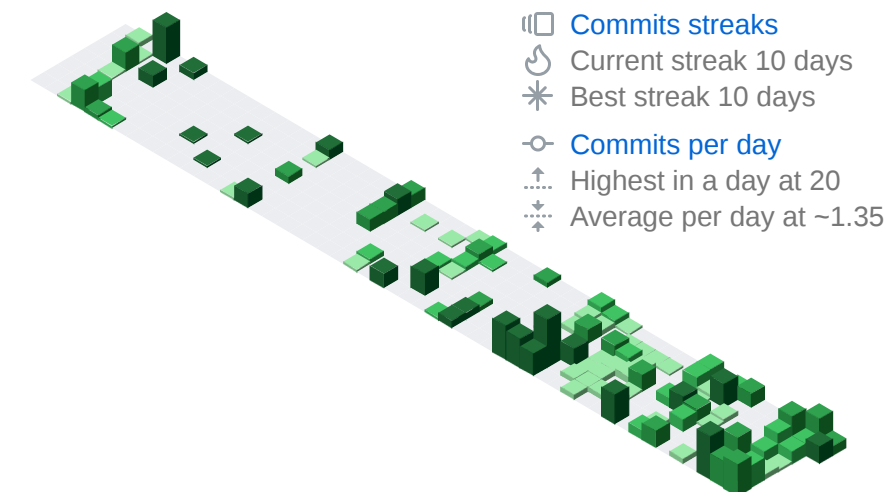 Commits streaks
Current streak 10 days
Best streak 10 days
Commits per day
Highest in a day at 20
Average per day at ~1.35